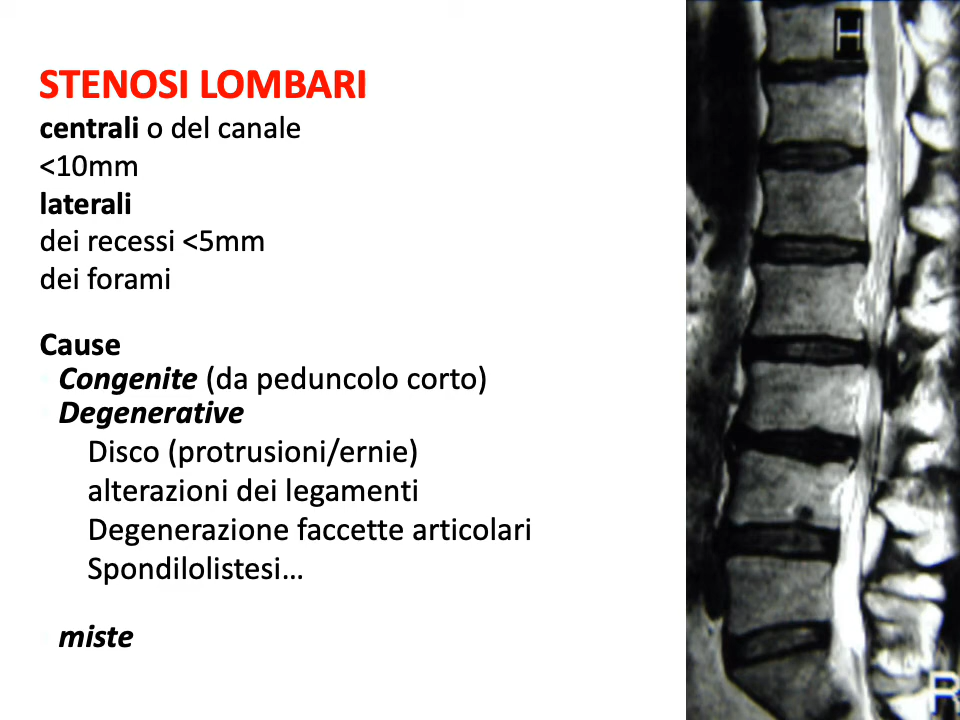 STENOSI LOMBARI
centrali o del canale
<10mm
laterali
dei recessi <5mm
dei forami
Cause
Congenite (da peduncolo corto)
Degenerative
Disco (protrusioni/ernie)
alterazioni dei legamenti
Degenerazione faccette articolari
Spondilolistesi…
miste
H
R